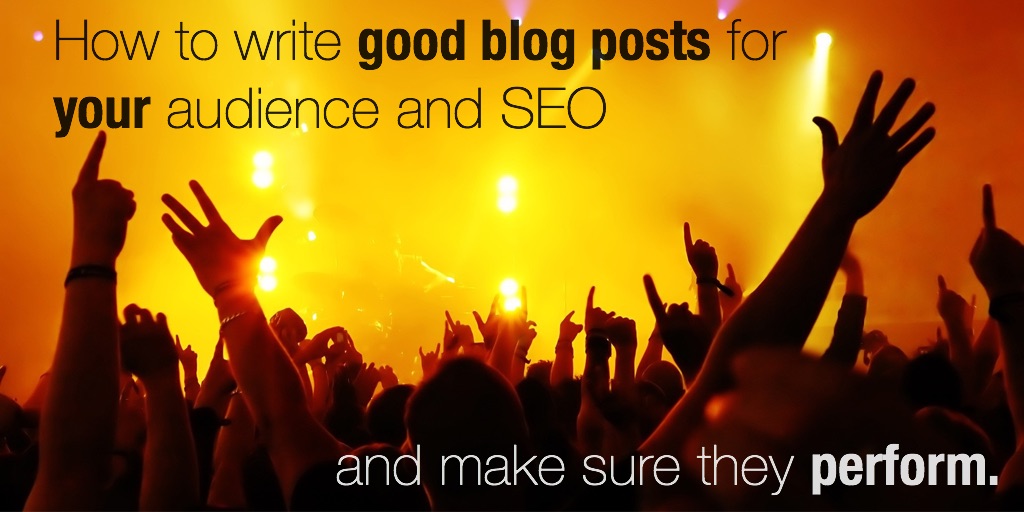 How to write good blog posts for
your audience and SEO
and make sure they perform.